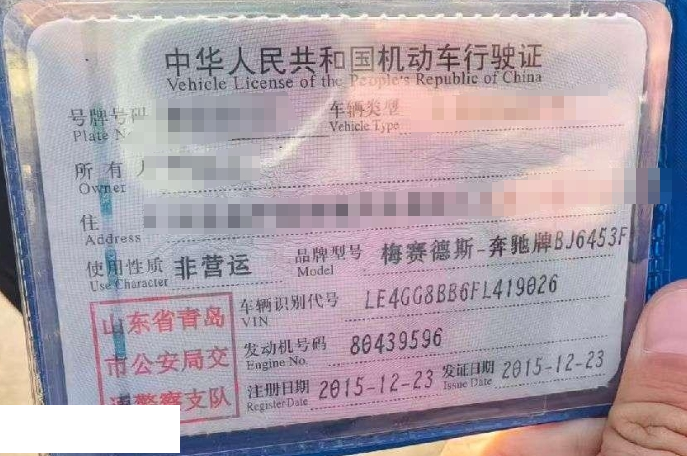 中华人民共和国机动车行驶证
Vehicle License of the People's Republic of China
号牌号码 车辆类型
Plate N Vehicle Type
所有人
Owner
住
Address
使用性质 非营运 品牌型号 梅赛德斯-奔驰牌BJ6453F
Use Character Model
车辆识别代号 LE4GG8BB6FL419026
VIN
发动机号码 80439596
Engine No.
注册日期 2015-12-23 发证日期 2015-12-23
Register Date Issue Date
山东省青岛
市公安局交
警察支队